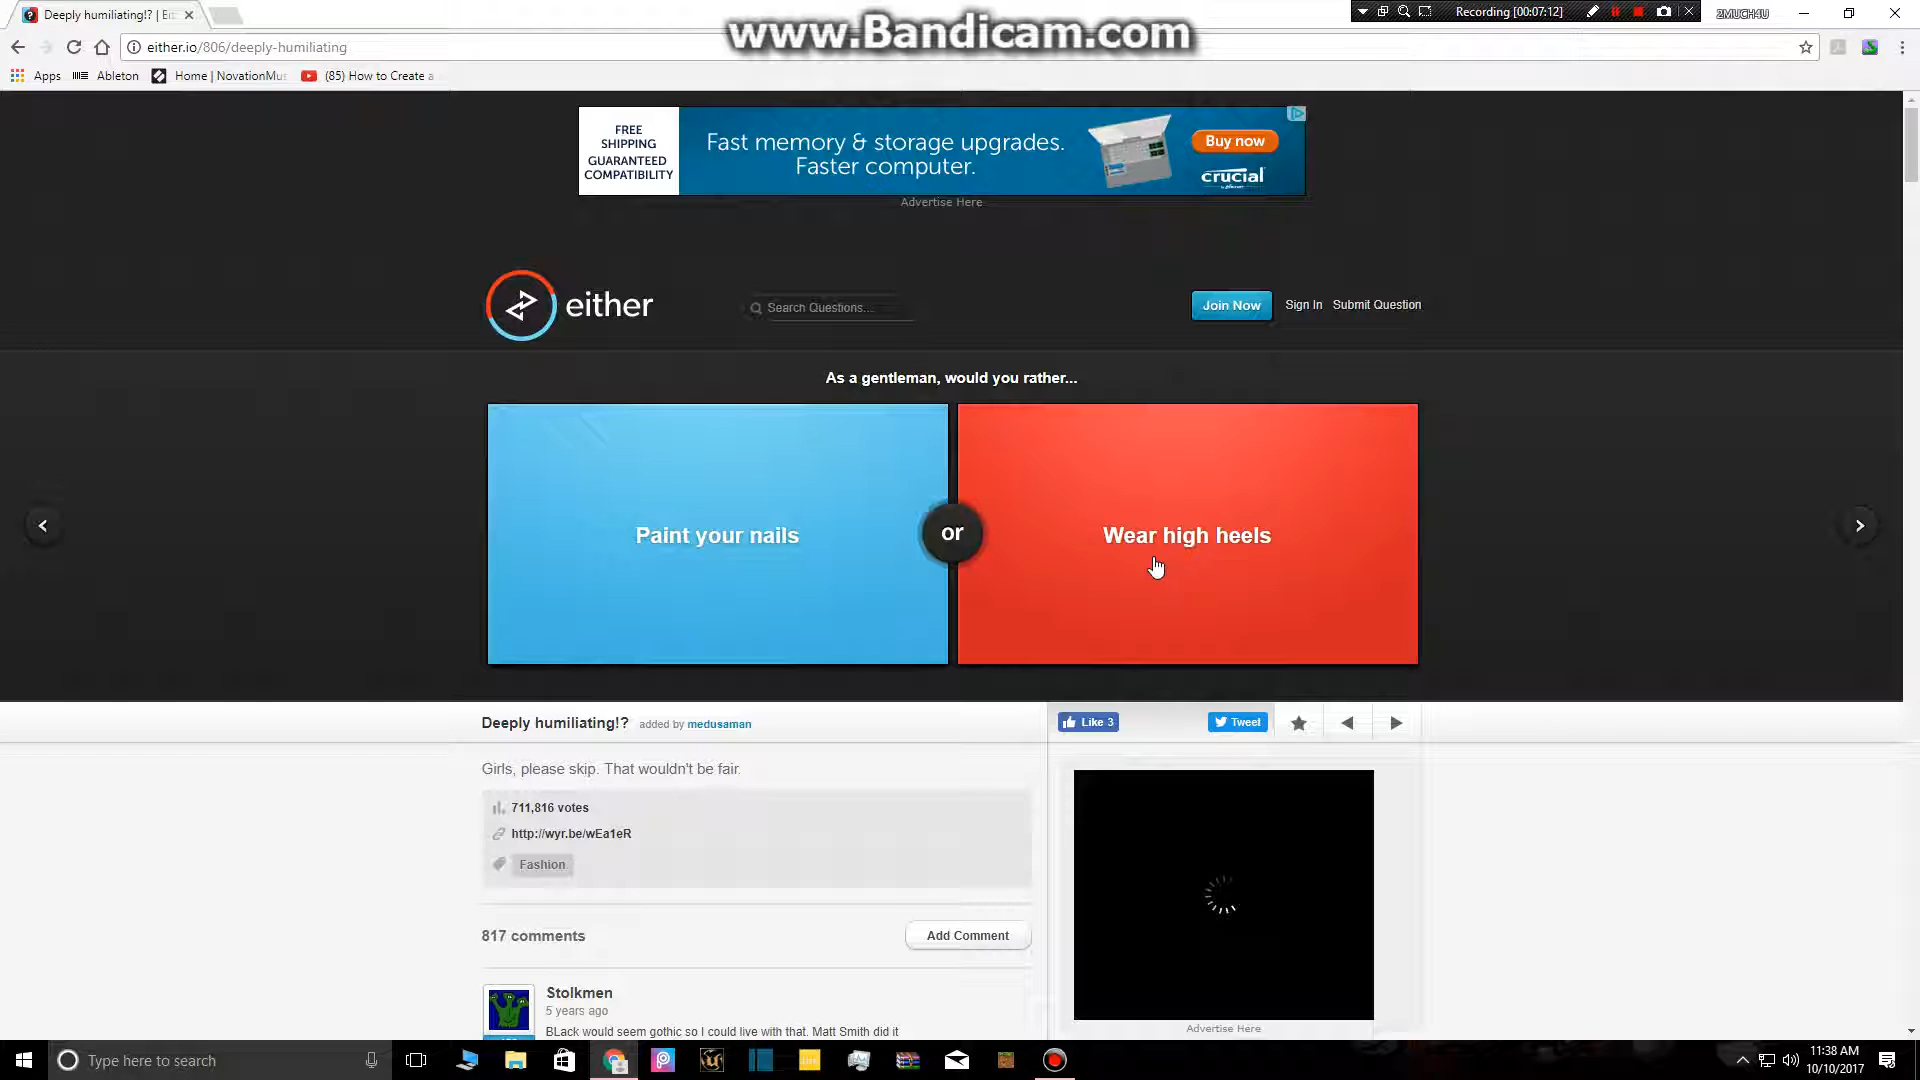 Deeply humiliating!? | Ei
www.Bandicam.com
Recording [00:07:12]
2MUCH4U
either.io/806/deeply-humiliating
Apps
Ableton
Home | NovationMus
(85) How to Create a
FREE
SHIPPING
GUARANTEED
COMPATIBILITY
Fast memory & storage upgrades.
Faster computer.
Buy now
crucial
Advertise Here
either
Search Questions...
Join Now
Sign In
Submit Question
As a gentleman, would you rather...
Paint your nails
or
Wear high heels
Deeply humiliating!?
added by medusaman
Like 3
Tweet
Girls, please skip. That wouldn't be fair.
711,816 votes
http://wyr.be/wEa1eR
Fashion
817 comments
Add Comment
Stolkmen
5 years ago
BLack would seem gothic so I could live with that. Matt Smith did it
Advertise Here
Type here to search
11:38 AM
10/10/2017